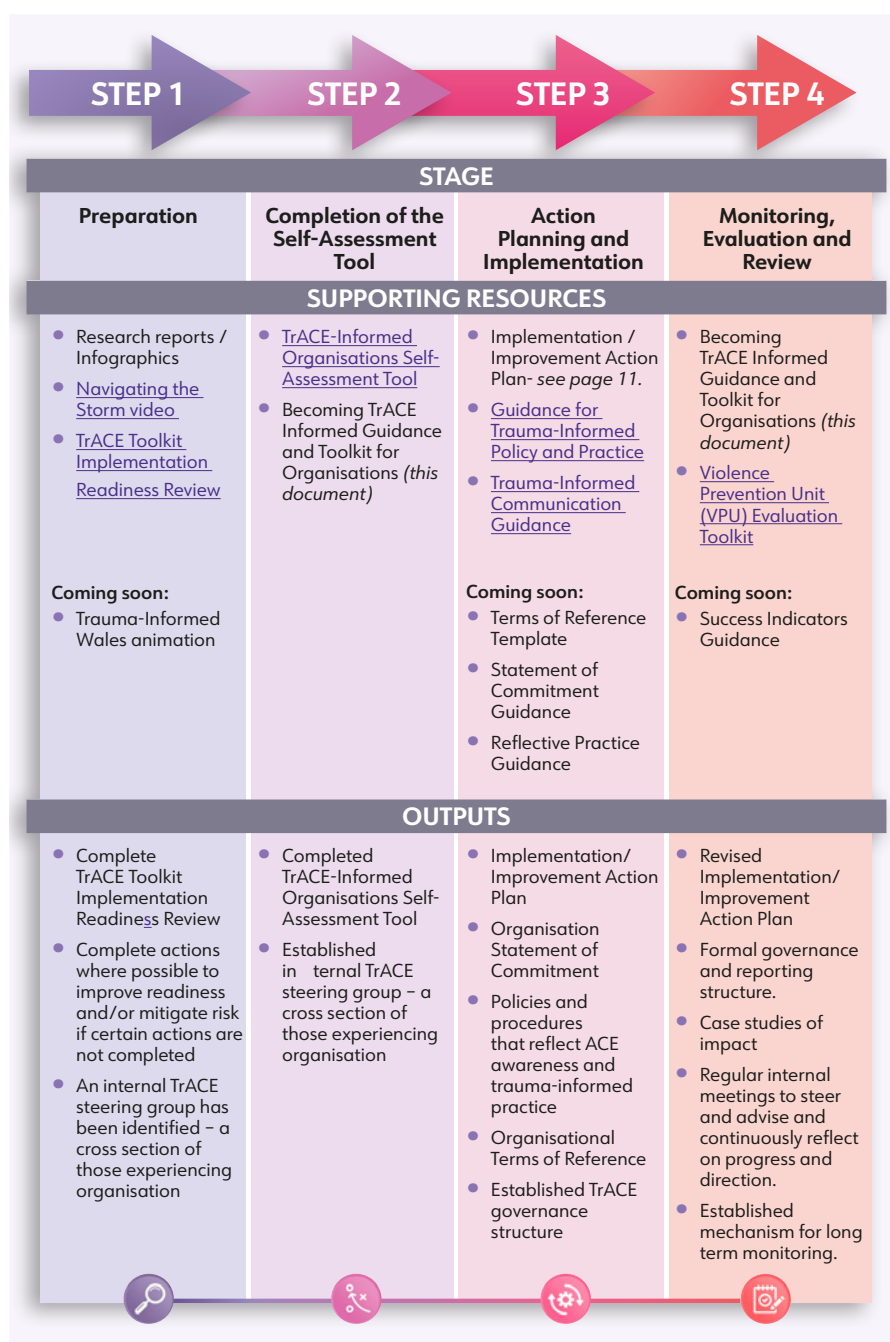 STEP 1
STEP 2
STEP 3
STEP 4
STAGE
Preparation
Completion of the
Self-Assessment
Tool
Action
Planning and
Implementation
Monitoring,
Evaluation and
Review
SUPPORTING RESOURCES
• Research reports /
Infographics
• Navigating the
Storm video
• TrACE Toolkit
Implementation
Readiness Review
Coming soon:
• Trauma-Informed
Wales animation
• TrACE-Informed
Organisations Self-
Assessment Tool
• Becoming TrACE
Informed Guidance
and Toolkit for
Organisations (this
document)
• Implementation /
Improvement Action
Plan- see page 11.
• Guidance for
Trauma-Informed
Policy and Practice
• Trauma-Informed
Communication
Guidance
Coming soon:
• Terms of Reference
Template
• Statement of
Commitment
Guidance
• Reflective Practice
Guidance
• Becoming
TrACE Informed
Guidance and
Toolkit for
Organisations (this
document)
• Violence
Prevention Unit
(VPU) Evaluation
Toolkit
Coming soon:
• Success Indicators
Guidance
OUTPUTS
• Complete
TrACE Toolkit
Implementation
Readiness Review
• Complete actions
where possible to
improve readiness
and/or mitigate risk
if certain actions are
not completed
• An internal TrACE
steering group has
been identified – a
cross section of
those experiencing
organisation
• Completed
TrACE-Informed
Organisations Self-
Assessment Tool
• Established
in ternal TrACE
steering group – a
cross section of
those experiencing
organisation
• Implementation/
Improvement Action
Plan
• Organisation
Statement of
Commitment
• Policies and
procedures
that reflect ACE
awareness and
trauma-informed
practice
• Organisational
Terms of Reference
• Established TrACE
governance
structure
• Revised
Implementation/
Improvement
Action Plan
• Formal governance
and reporting
structure.
• Case studies of
impact
• Regular internal
meetings to steer
and advise and
continuously reflect
on progress and
direction.
• Established
mechanism for long
term monitoring.